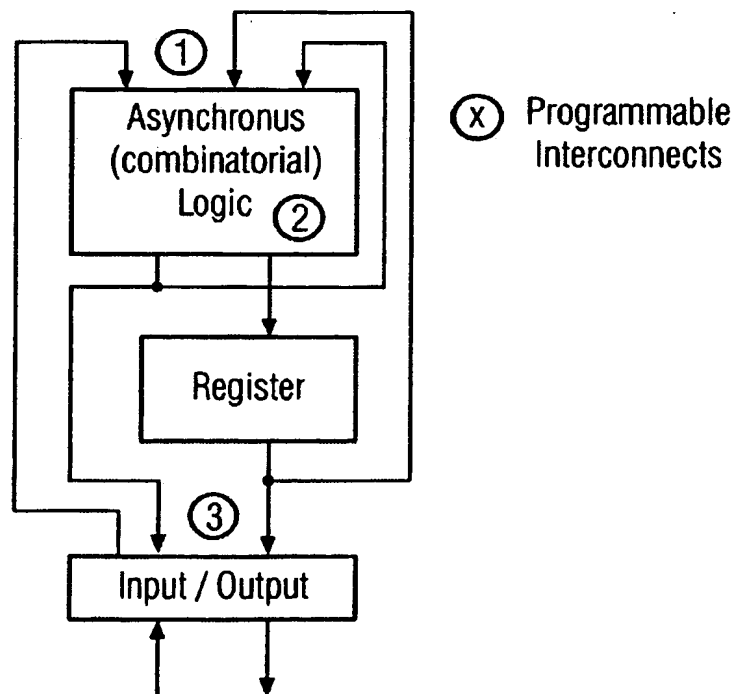 1
Asynchronus
(combinatorial)
Logic
2
X Programmable
Interconnects
Register
3
Input / Output